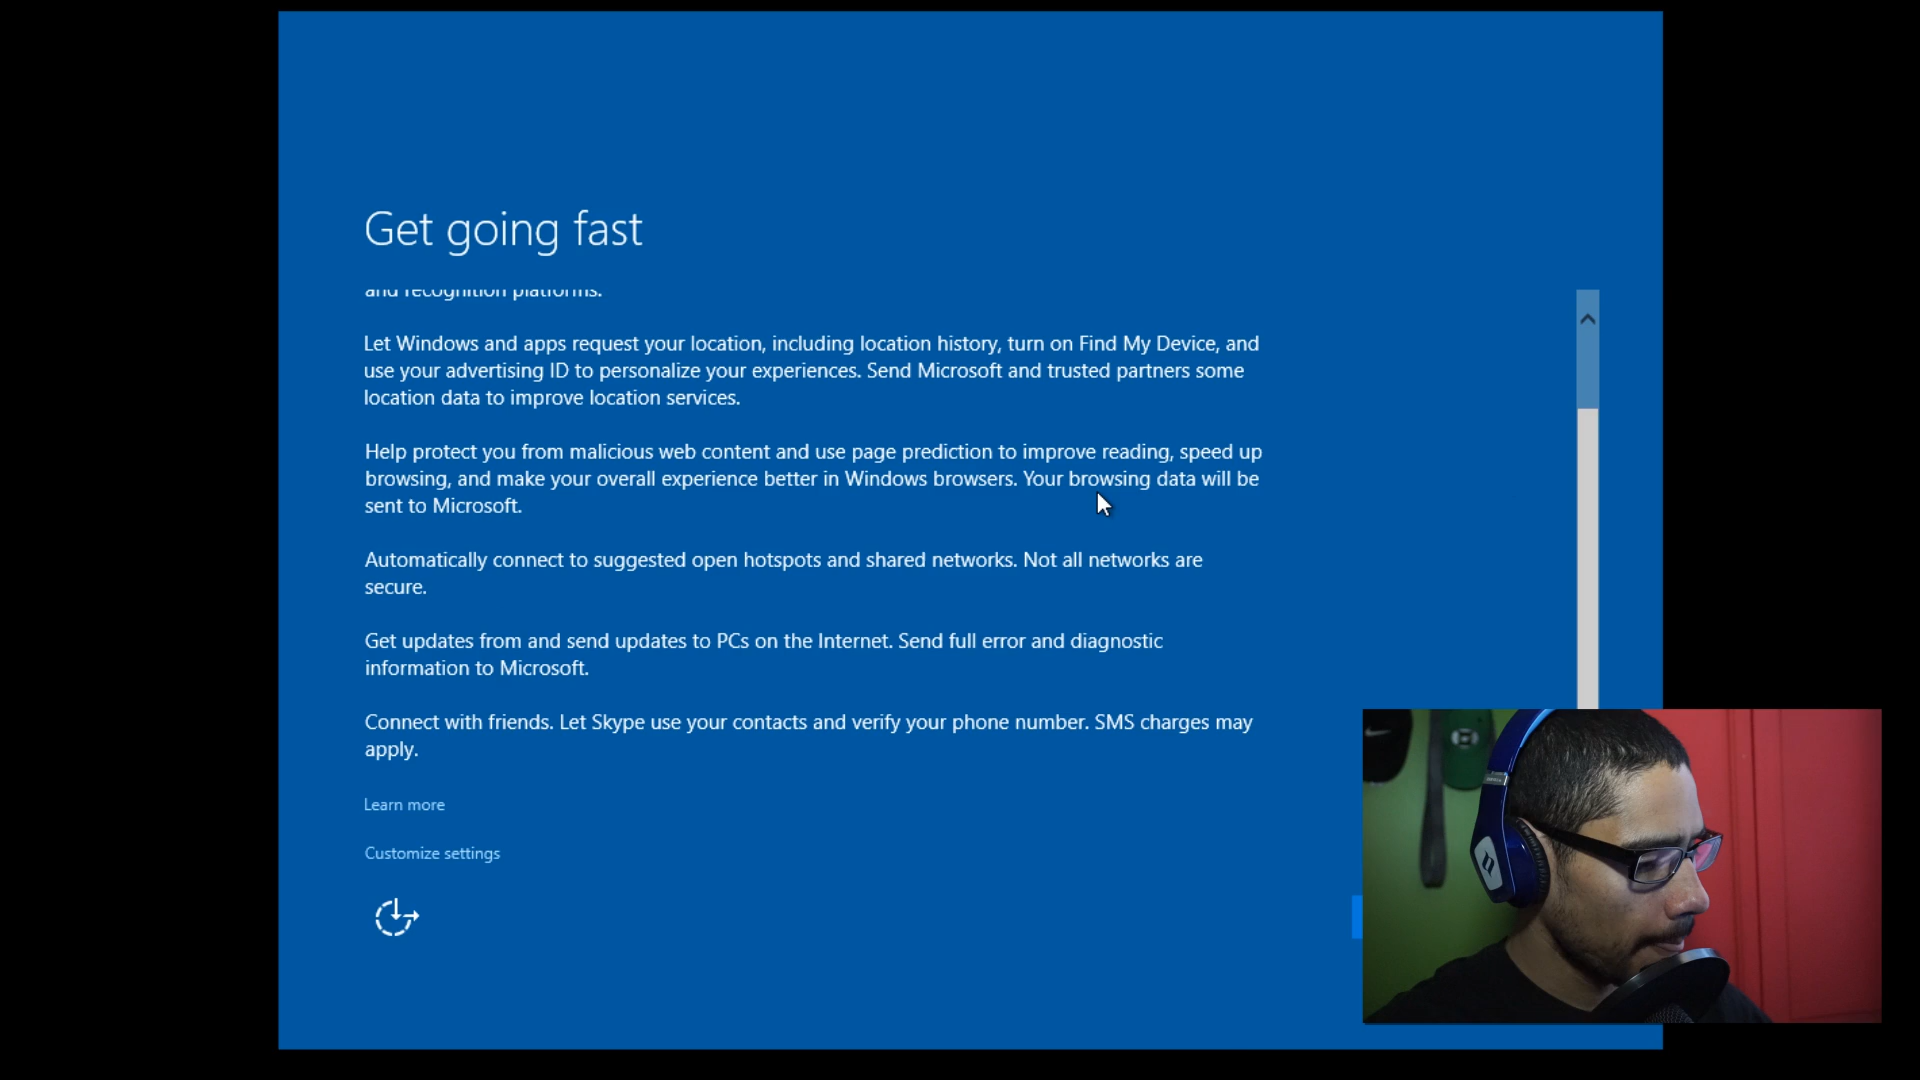 Get going fast
and recognition platforms.
Let Windows and apps request your location, including location history, turn on Find My Device, and
use your advertising ID to personalize your experiences. Send Microsoft and trusted partners some
location data to improve location services.
Help protect you from malicious web content and use page prediction to improve reading, speed up
browsing, and make your overall experience better in Windows browsers. Your browsing data will be
sent to Microsoft.
Automatically connect to suggested open hotspots and shared networks. Not all networks are
secure.
Get updates from and send updates to PCs on the Internet. Send full error and diagnostic
information to Microsoft.
Connect with friends. Let Skype use your contacts and verify your phone number. SMS charges may
apply.
Learn more
Customize settings